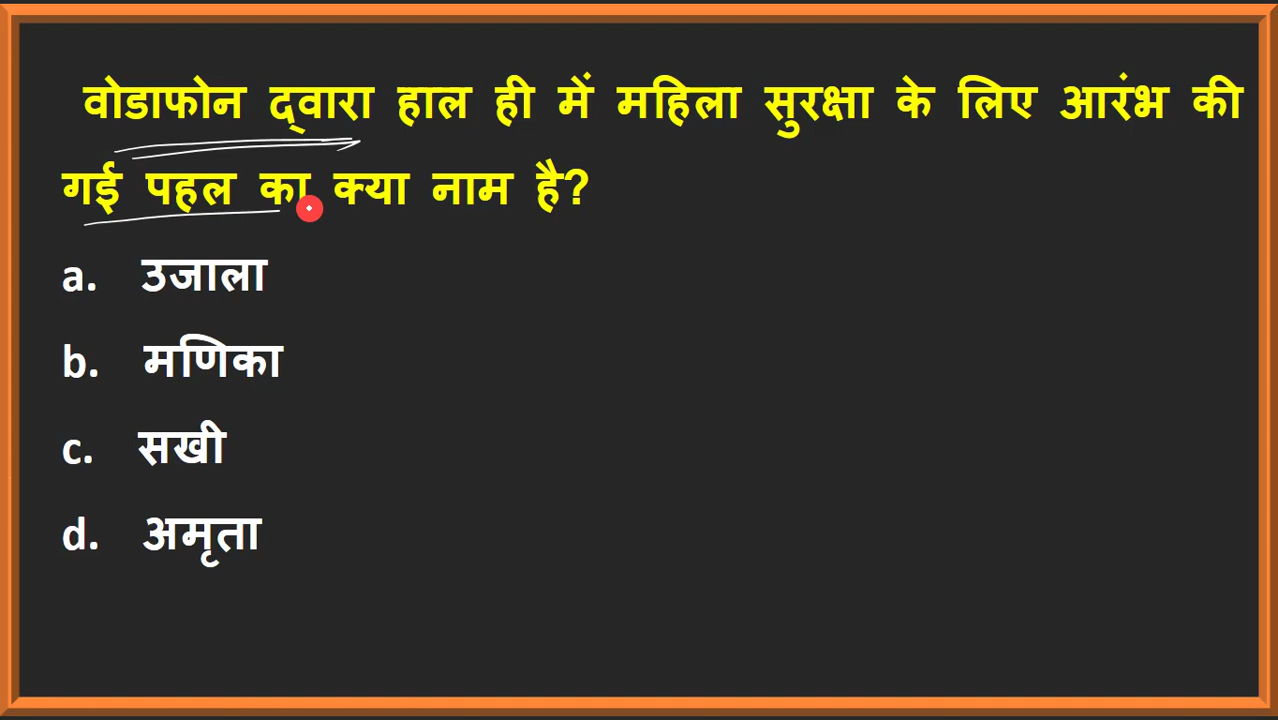 वोडाफोन द्वारा हाल ही में महिला सुरक्षा के लिए आरंभ की
गई पहल का क्या नाम है?
a. उजाला
b. मणिका
c. सखी
d. अमृता